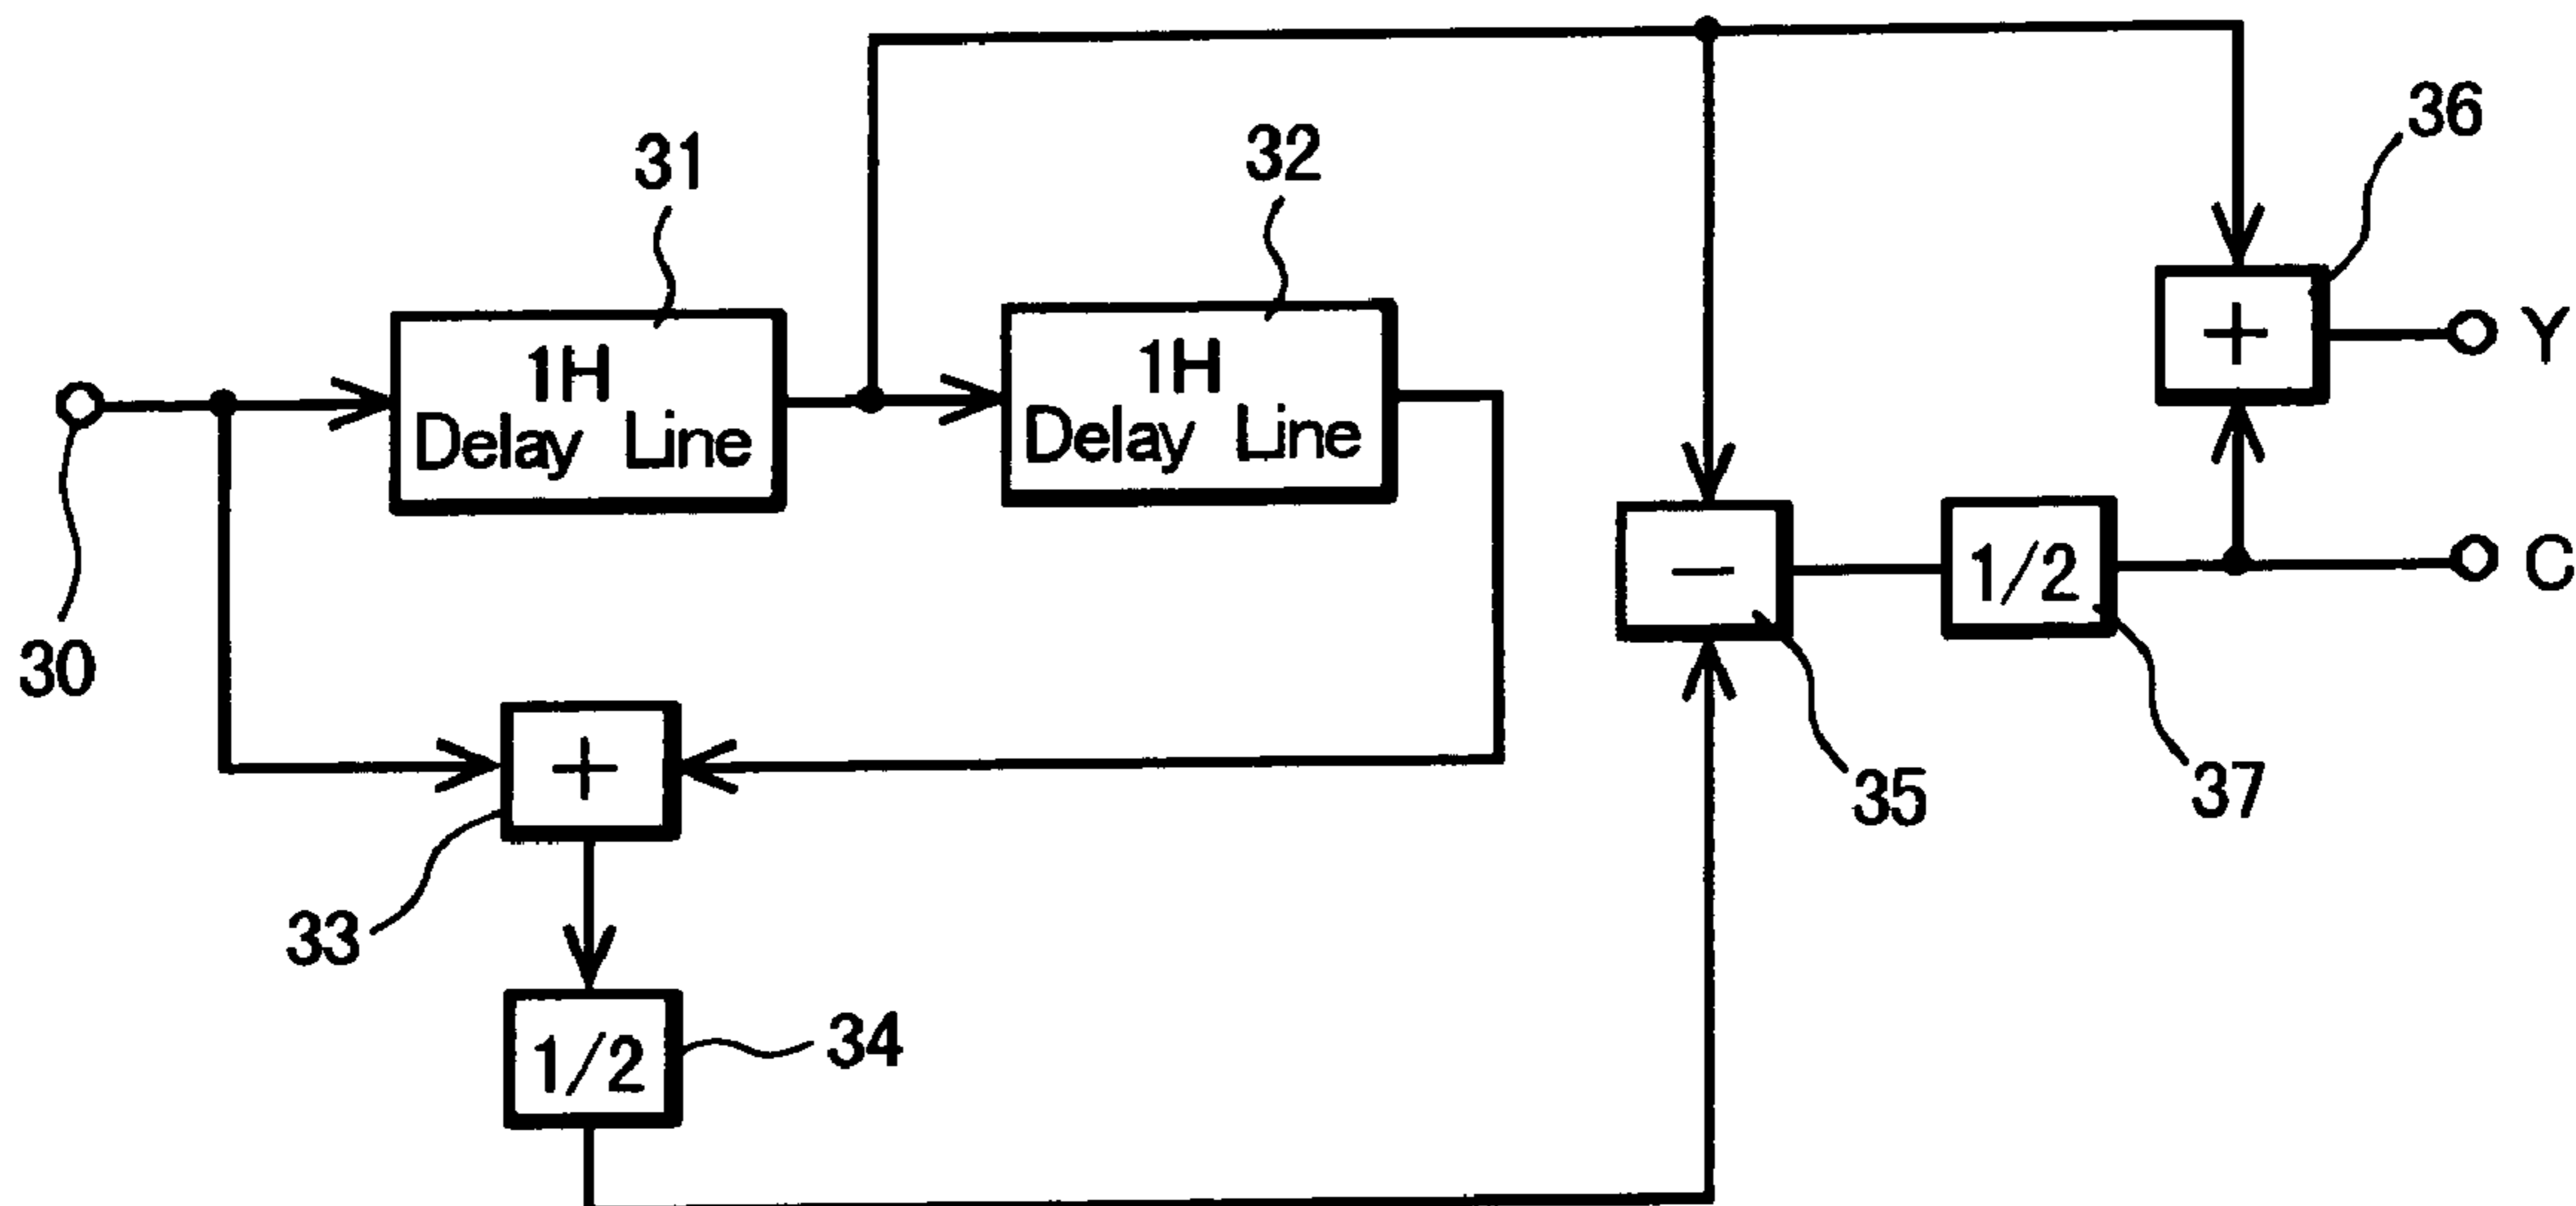 36
31
32
1H
Delay Line
1H
Delay Line
+
Y
−
1/2
C
30
+
35
37
33
1/2
34